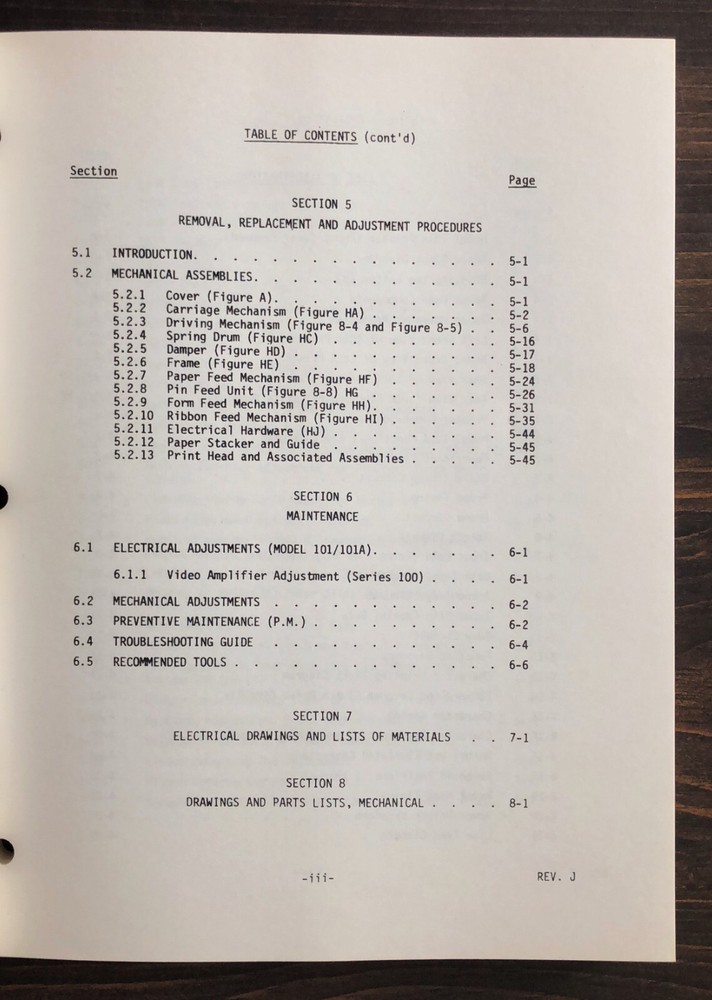 TABLE OF CONTENTS (cont'd)
Section Page
SECTION 5
REMOVAL, REPLACEMENT AND ADJUSTMENT PROCEDURES
5.1 INTRODUCTION. . . . . . . . . . . . . . . . 5-1
5.2 MECHANICAL ASSEMBLIES. . . . . . . . . . . . . 5-1
5.2.1 Cover (Figure A). . . . . . . . . . . . 5-1
5.2.2 Carriage Mechanism (Figure HA) . . . . . . . 5-2
5.2.3 Driving Mechanism (Figure 8-4 and Figure 8-5) . . 5-6
5.2.4 Spring Drum (Figure HC) . . . . . . . . . 5-16
5.2.5 Damper (Figure HD) . . . . . . . . . . . 5-17
5.2.6 Frame (Figure HE) . . . . . . . . . . . 5-18
5.2.7 Paper Feed Mechanism (Figure HF) . . . . . . 5-24
5.2.8 Pin Feed Unit (Figure 8-8) HG . . . . . . . 5-26
5.2.9 Form Feed Mechanism (Figure HH). . . . . . . 5-31
5.2.10 Ribbon Feed Mechanism (Figure HI) . . . . . . 5-35
5.2.11 Electrical Hardware (HJ) . . . . . . . . . 5-44
5.2.12 Paper Stacker and Guide . . . . . . . . . 5-45
5.2.13 Print Head and Associated Assemblies . . . . . 5-45
SECTION 6
MAINTENANCE
6.1 ELECTRICAL ADJUSTMENTS (MODEL 101/101A). . . . . . . 6-1
6.1.1 Video Amplifier Adjustment (Series 100) . . . . 6-1
6.2 MECHANICAL ADJUSTMENTS . . . . . . . . . . . . 6-2
6.3 PREVENTIVE MAINTENANCE (P.M.) . . . . . . . . . . 6-2
6.4 TROUBLESHOOTING GUIDE . . . . . . . . . . . . 6-4
6.5 RECOMMENDED TOOLS . . . . . . . . . . . . . . 6-6
SECTION 7
ELECTRICAL DRAWINGS AND LISTS OF MATERIALS . . 7-1
SECTION 8
DRAWINGS AND PARTS LISTS, MECHANICAL . . . . 8-1
-iii- REV. J